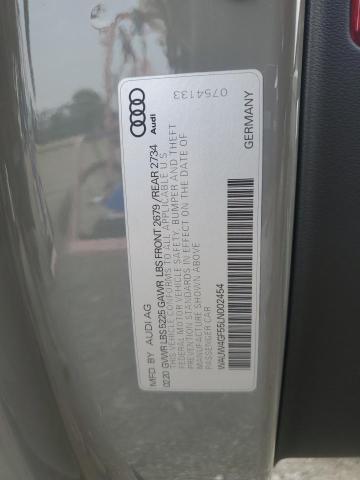 MFD. BY AUDI AG
Audi
0754133
02.20 GVWR LBS 5225 GAWR LBS FRONT 2679 /REAR 2734
THIS VEHICLE CONFORMS TO ALL APPLICABLE U S
FEDERAL MOTOR VEHICLE SAFETY, BUMPER AND THEFT
PREVENTION STANDARDS IN EFFECT ON THE DATE OF
MANUFACTURE SHOWN ABOVE
PASSENGER CAR
WAUW4GF55LN002454
GERMANY